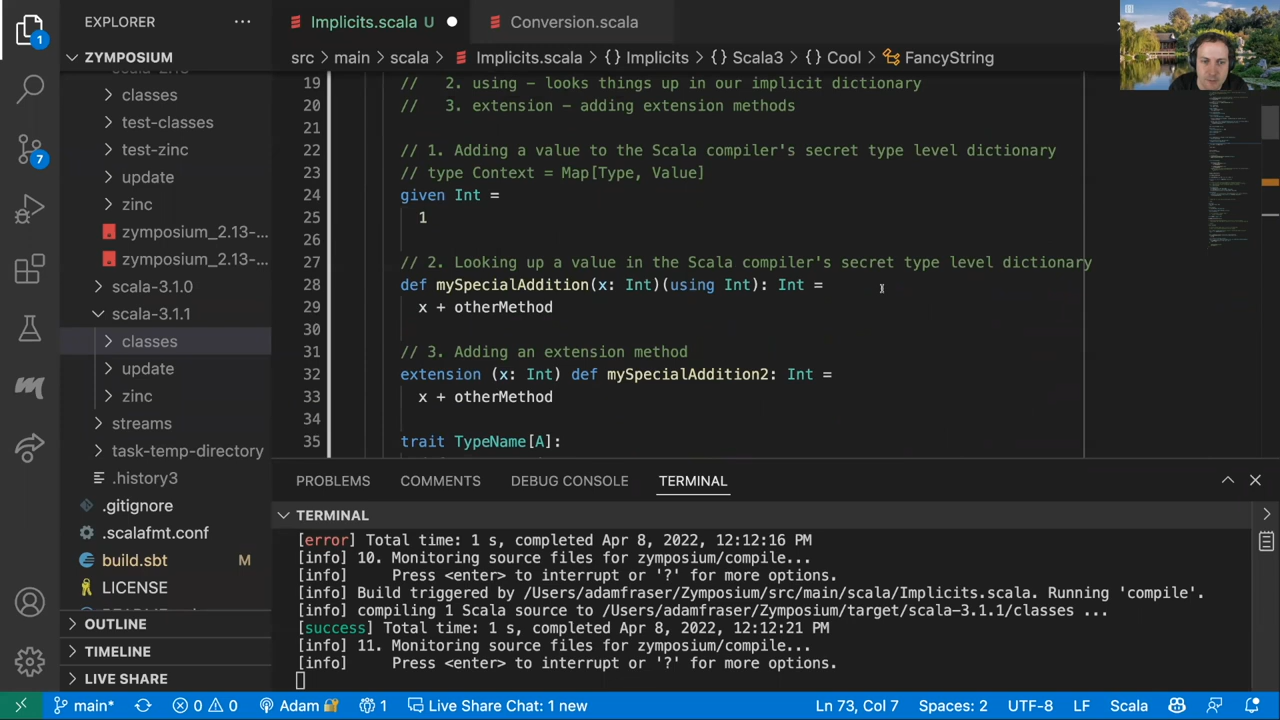 EXPLORER
ZYMPOSIUM
classes
test-classes
test-zinc
update
zinc
zymposium_2.13-...
zymposium_2.13-...
scala-3.1.0
scala-3.1.1
classes
update
zinc
streams
task-temp-directory
.history3
.gitignore
.scalafmt.conf
build.sbt M
LICENSE
OUTLINE
TIMELINE
LIVE SHARE
1
7
Implicits.scala U
Conversion.scala
src > main > scala > Implicits.scala > {} Implicits > {} Scala3 > {} Cool > FancyString
19 // 2. using - looks things up in our implicit dictionary
20 // 3. extension - adding extension methods
21
22 // 1. Adding a value to the Scala compiler's secret type level dictionary
23 // type Context = Map[Type, Value]
24 given Int =
25 1
26
27 // 2. Looking up a value in the Scala compiler's secret type level dictionary
28 def mySpecialAddition(x: Int)(using Int): Int =
29 x + otherMethod
30
31 // 3. Adding an extension method
32 extension (x: Int) def mySpecialAddition2: Int =
33 x + otherMethod
34
35 trait TypeName[A]:
PROBLEMS COMMENTS DEBUG CONSOLE TERMINAL
TERMINAL
[error] Total time: 1 s, completed Apr 8, 2022, 12:12:16 PM
[info] 10. Monitoring source files for zymposium/compile...
[info] Press <enter> to interrupt or '?' for more options.
[info] Build triggered by /Users/adamfraser/Zymposium/src/main/scala/Implicits.scala. Running 'compile'.
[info] compiling 1 Scala source to /Users/adamfraser/Zymposium/target/scala-3.1.1/classes ...
[success] Total time: 1 s, completed Apr 8, 2022, 12:12:21 PM
[info] 11. Monitoring source files for zymposium/compile...
[info] Press <enter> to interrupt or '?' for more options.
main* 0 0 Adam 1 Live Share Chat: 1 new Ln 73, Col 7 Spaces: 2 UTF-8 LF Scala